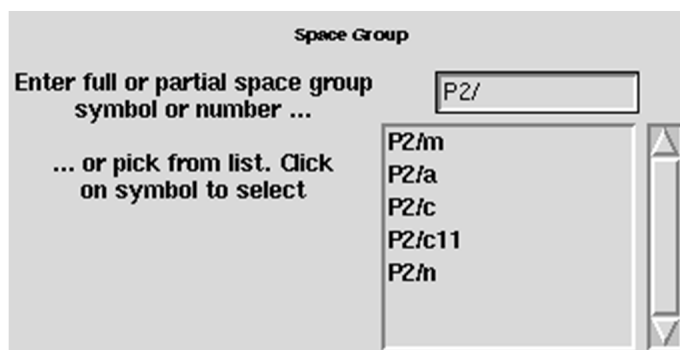 Space Group
Enter full or partial space group
symbol or number ...
P2/
... or pick from list. Click
on symbol to select
P2/m
P2/a
P2/c
P2/c11
P2/n